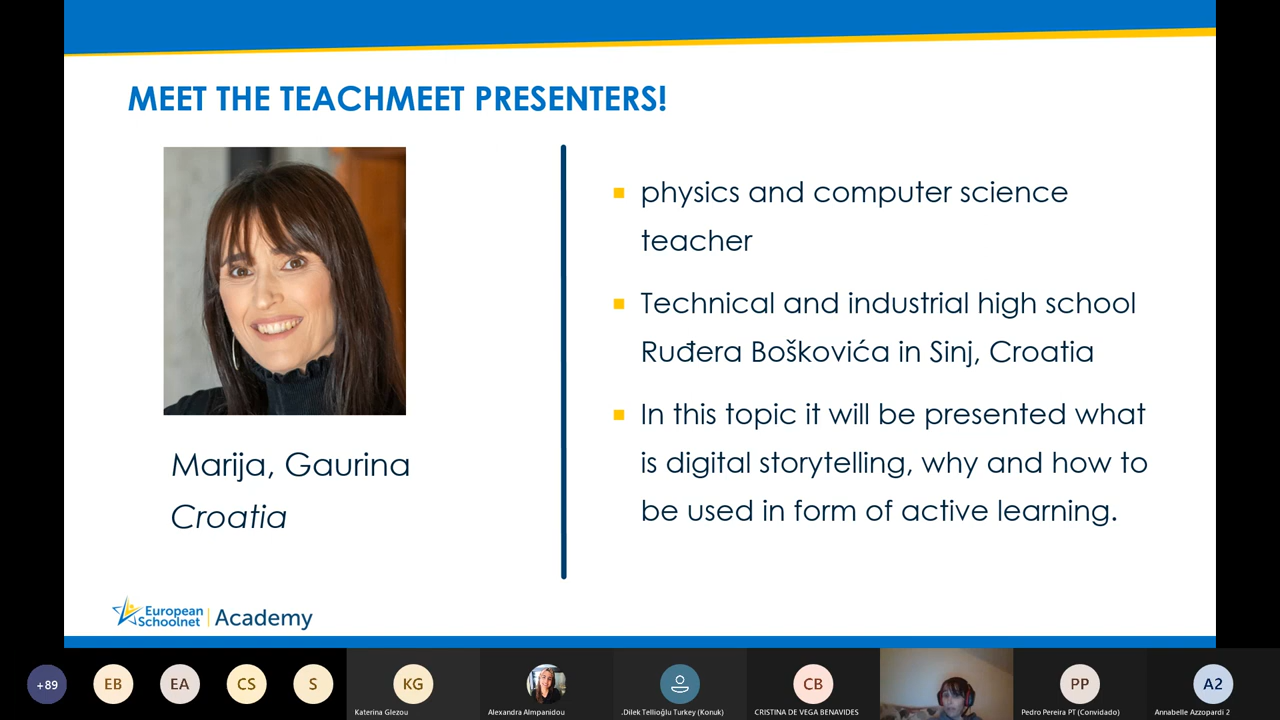 MEET THE TEACHMEET PRESENTERS!
Marija, Gaurina
Croatia
physics and computer science
teacher
Technical and industrial high school
Ruđera Boškovića in Sinj, Croatia
In this topic it will be presented what
is digital storytelling, why and how to
be used in form of active learning.
European
Schoolnet
Academy
+89
EB
EA
CS
S
KG
Katerina Glezou
Alexandra Almpanidou
.Dilek Tellioğlu Turkey (Konuk)
CB
CRISTINA DE VEGA BENAVIDES
PP
Pedro Pereira PT (Convidado)
A2
Annabelle Azzopardi 2